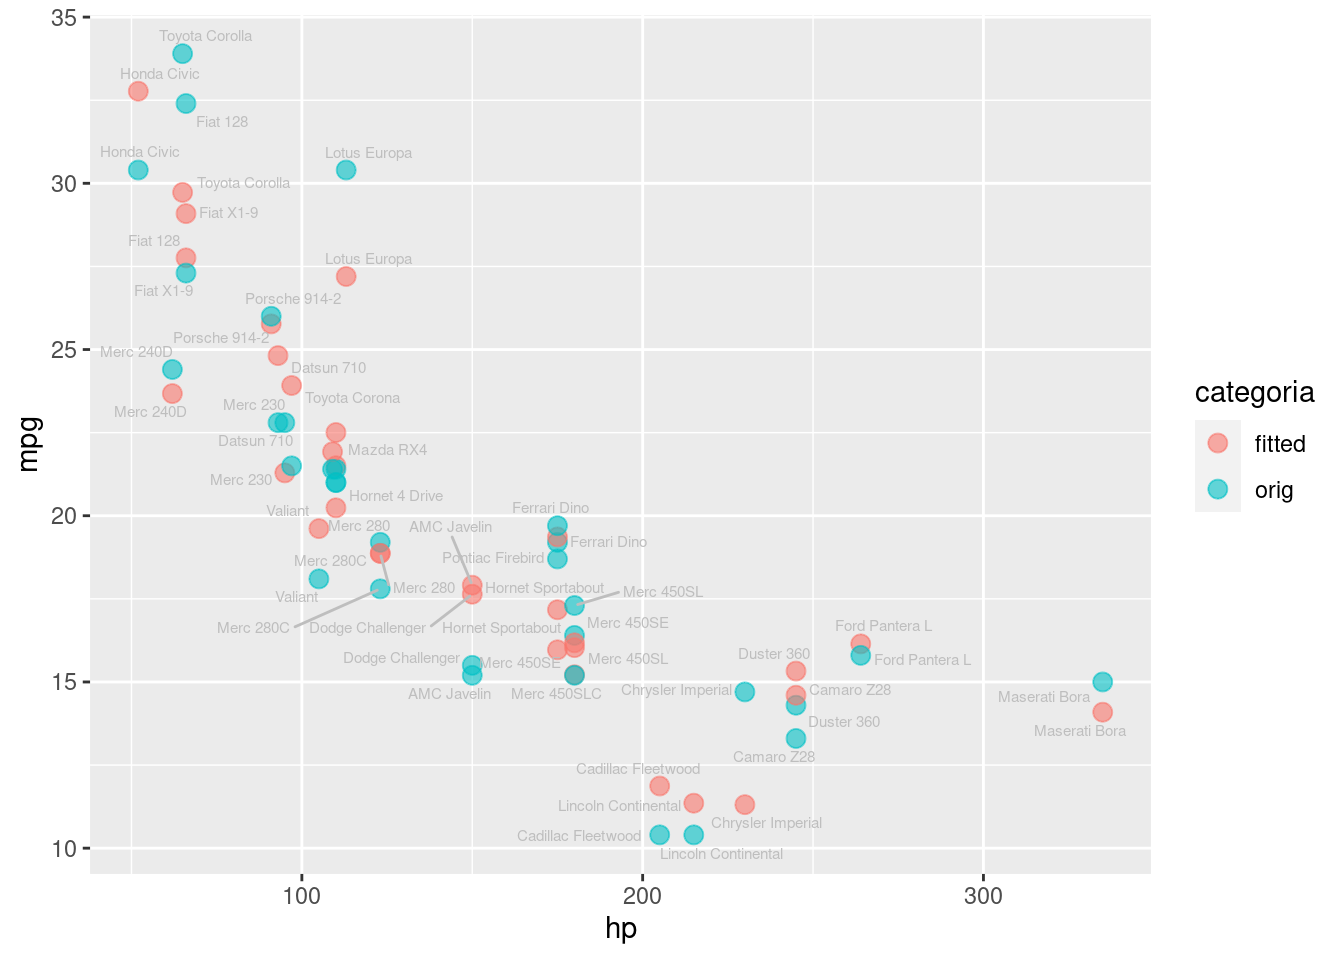 35
Toyota Corolla
Honda Civic
Fiat 128
Honda Civic
Lotus Europa
30
Toyota Corolla
Fiat X1-9
Fiat 128
Lotus Europa
Fiat X1-9
Porsche 914-2
Porsche 914-2
25
Merc 240D
Datsun 710
Toyota Corona
Merc 230
Merc 240D
Datsun 710
Mazda RX4
Merc 230
Hornet 4 Drive
20
Valiant
Merc 280
AMC Javelin
Ferrari Dino
Ferrari Dino
Merc 280C
Pontiac Firebird
Merc 280
Hornet Sportabout
Merc 450SL
Valiant
Merc 280C
Dodge Challenger
Hornet Sportabout
Merc 450SE
Ford Pantera L
Dodge Challenger
Merc 450SE
Merc 450SL
Duster 360
Ford Pantera L
15
AMC Javelin
Merc 450SLC
Chrysler Imperial
Camaro Z28
Maserati Bora
Duster 360
Maserati Bora
Camaro Z28
Cadillac Fleetwood
Lincoln Continental
Chrysler Imperial
Cadillac Fleetwood
10
Lincoln Continental
100
200
300
hp
mpg
categoria
fitted
orig